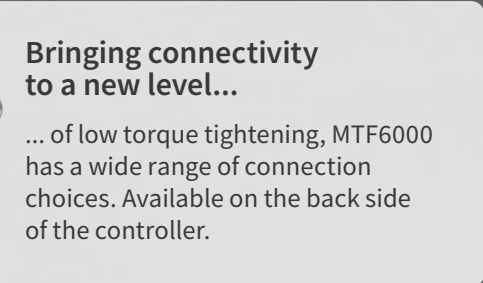 Bringing connectivity
to a new level...
... of low torque tightening, MTF6000
has a wide range of connection
choices. Available on the back side
of the controller.